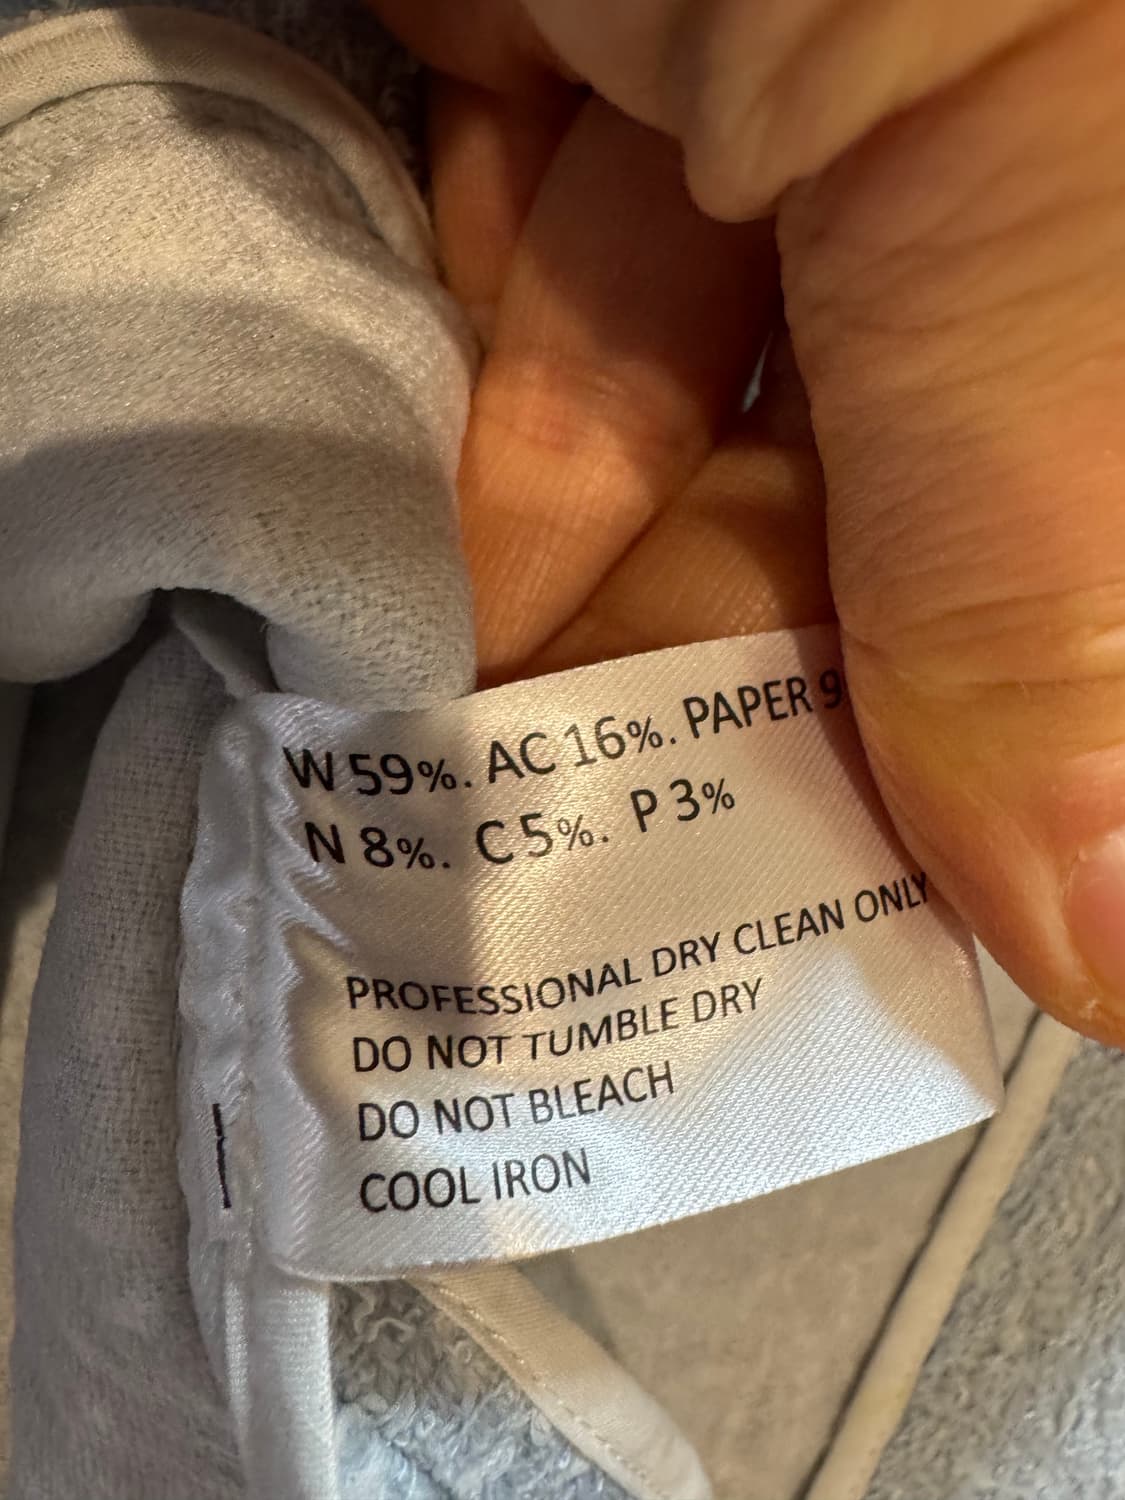 W 59%. AC 16%. PAPER 9
N 8%. C 5%. P 3%
PROFESSIONAL DRY CLEAN ONLY
DO NOT TUMBLE DRY
DO NOT BLEACH
COOL IRON